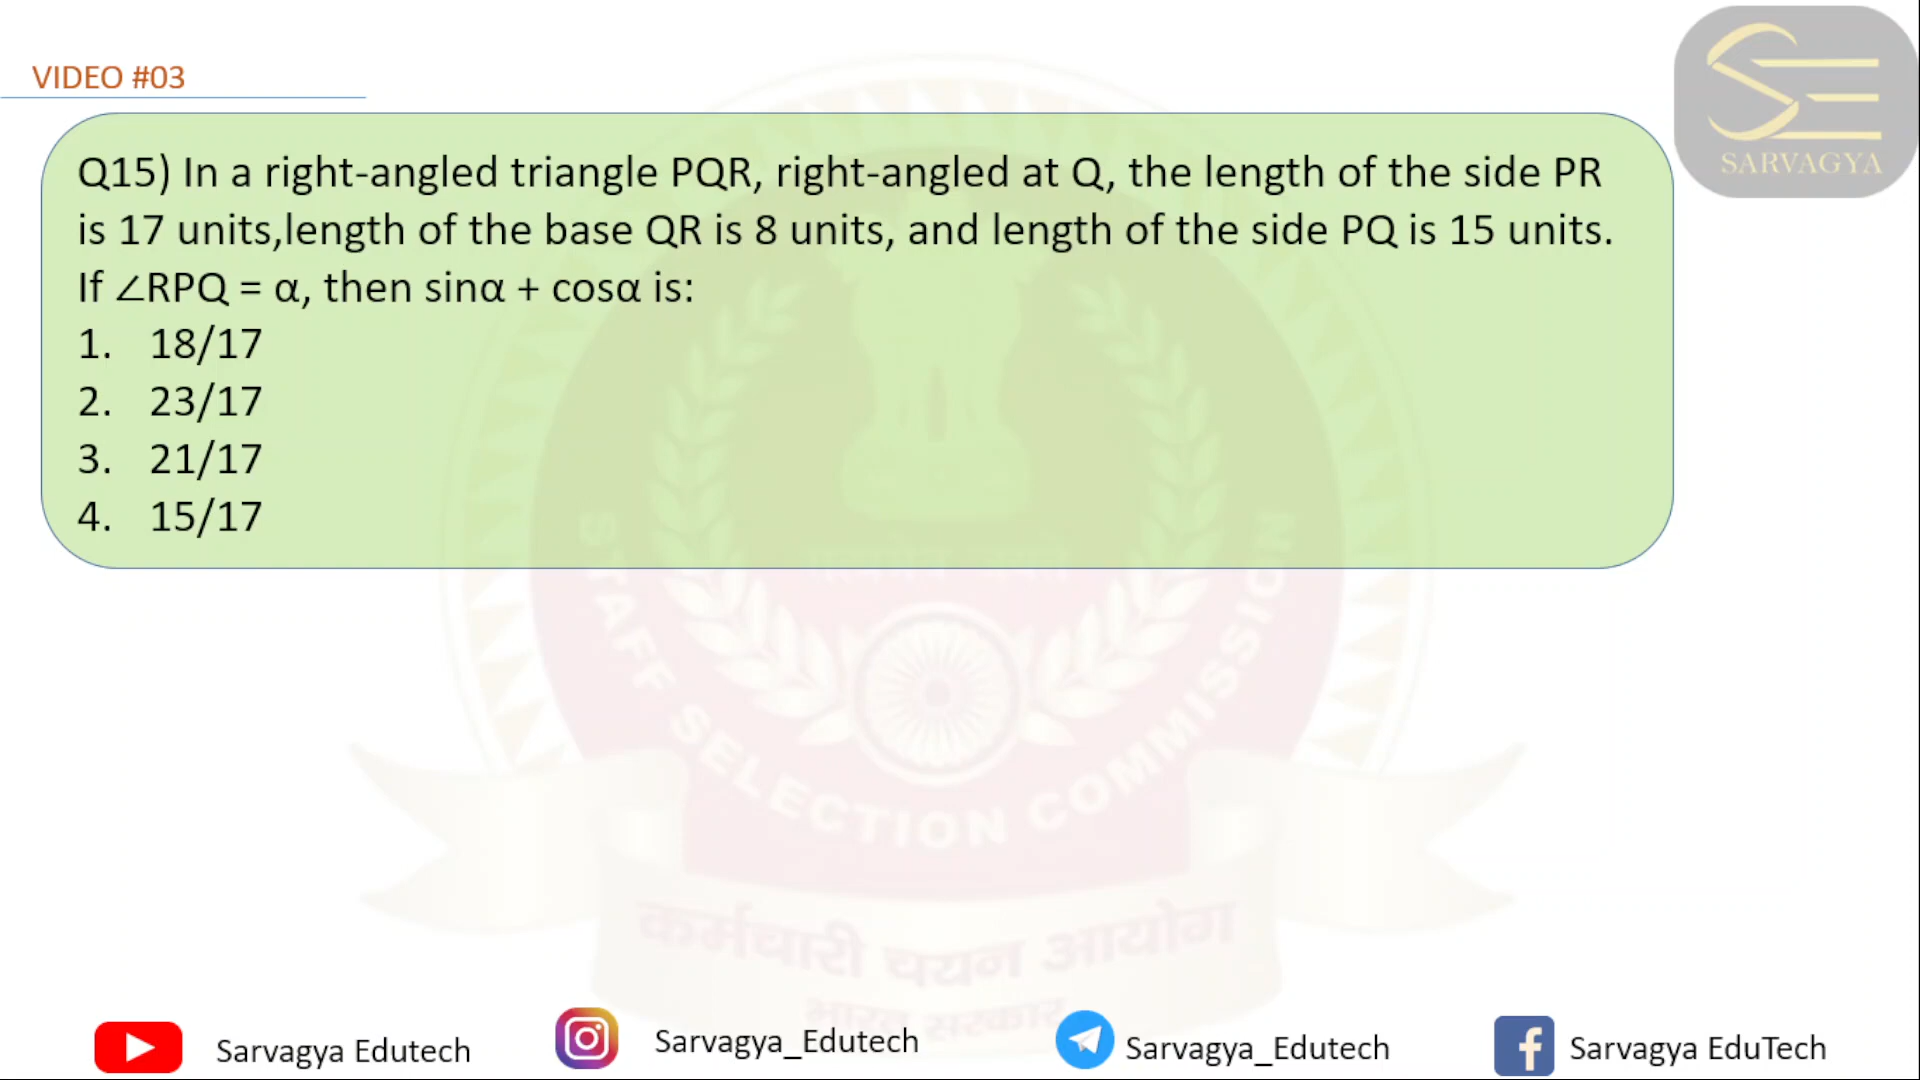 VIDEO #03
SARVAGYA
Q15) In a right-angled triangle PQR, right-angled at Q, the length of the side PR
is 17 units,length of the base QR is 8 units, and length of the side PQ is 15 units.
If ∠RPQ = α, then sinα + cosα is:
1. 18/17
2. 23/17
3. 21/17
4. 15/17
STAFF SELECTION COMMISSION
कर्मचारी चयन आयोग
भारत सरकार
Sarvagya Edutech
Sarvagya_Edutech
Sarvagya_Edutech
Sarvagya EduTech